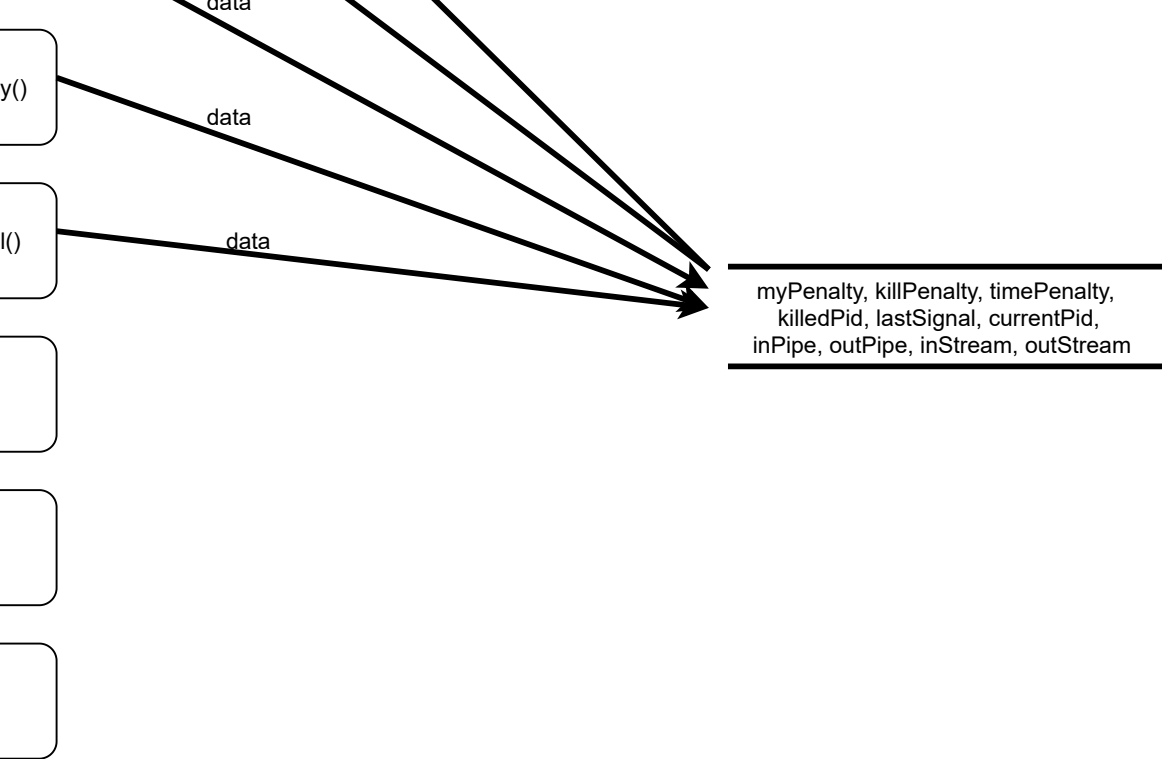 data
y()
data
l()
data
myPenalty, killPenalty, timePenalty,
killedPid, lastSignal, currentPid,
inPipe, outPipe, inStream, outStream